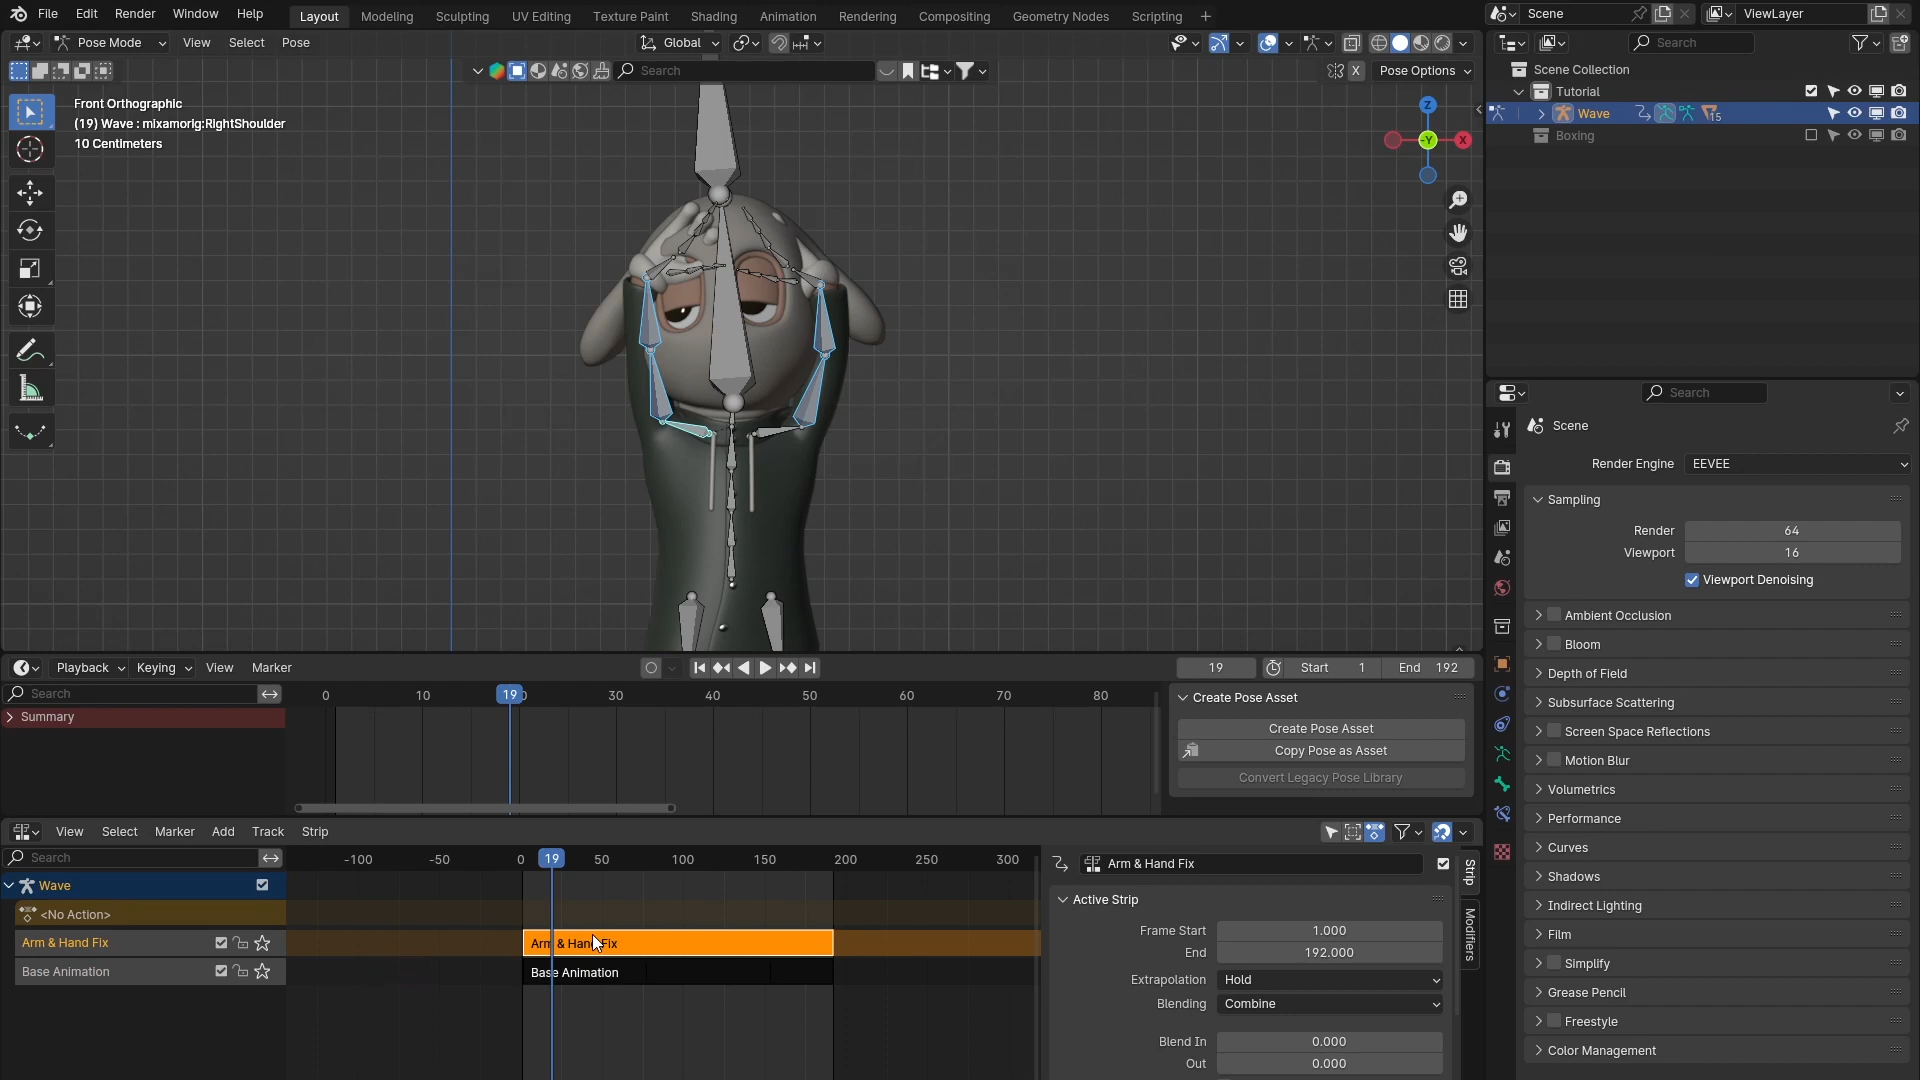 File Edit Render Window Help Layout Modeling Sculpting UV Editing Texture Paint Shading Animation Rendering Compositing Geometry Nodes Scripting + Scene ViewLayer
Pose Mode View Select Pose Global Search
Search X Pose Options
Scene Collection
Tutorial
Wave 15
Boxing
Front Orthographic
(19) Wave : mixamorig:RightShoulder
10 Centimeters
Z
-Y
X
Search
Scene
Render Engine EEVEE
Sampling
Render 64
Viewport 16
Viewport Denoising
Ambient Occlusion
Bloom
Depth of Field
Subsurface Scattering
Screen Space Reflections
Motion Blur
Volumetrics
Performance
Curves
Shadows
Indirect Lighting
Film
Simplify
Grease Pencil
Freestyle
Color Management
Playback Keying View Marker 19 Start 1 End 192
Search 0 10 19 30 40 50 60 70 80
Summary
Create Pose Asset
Create Pose Asset
Copy Pose as Asset
Convert Legacy Pose Library
View Select Marker Add Track Strip
Search -100 -50 0 19 50 100 150 200 250 300
Wave
<No Action>
Arm & Hand Fix Arm & Hand Fix
Base Animation Base Animation
Arm & Hand Fix
Active Strip
Frame Start 1.000
End 192.000
Extrapolation Hold
Blending Combine
Blend In 0.000
Out 0.000
Strip
Modifiers